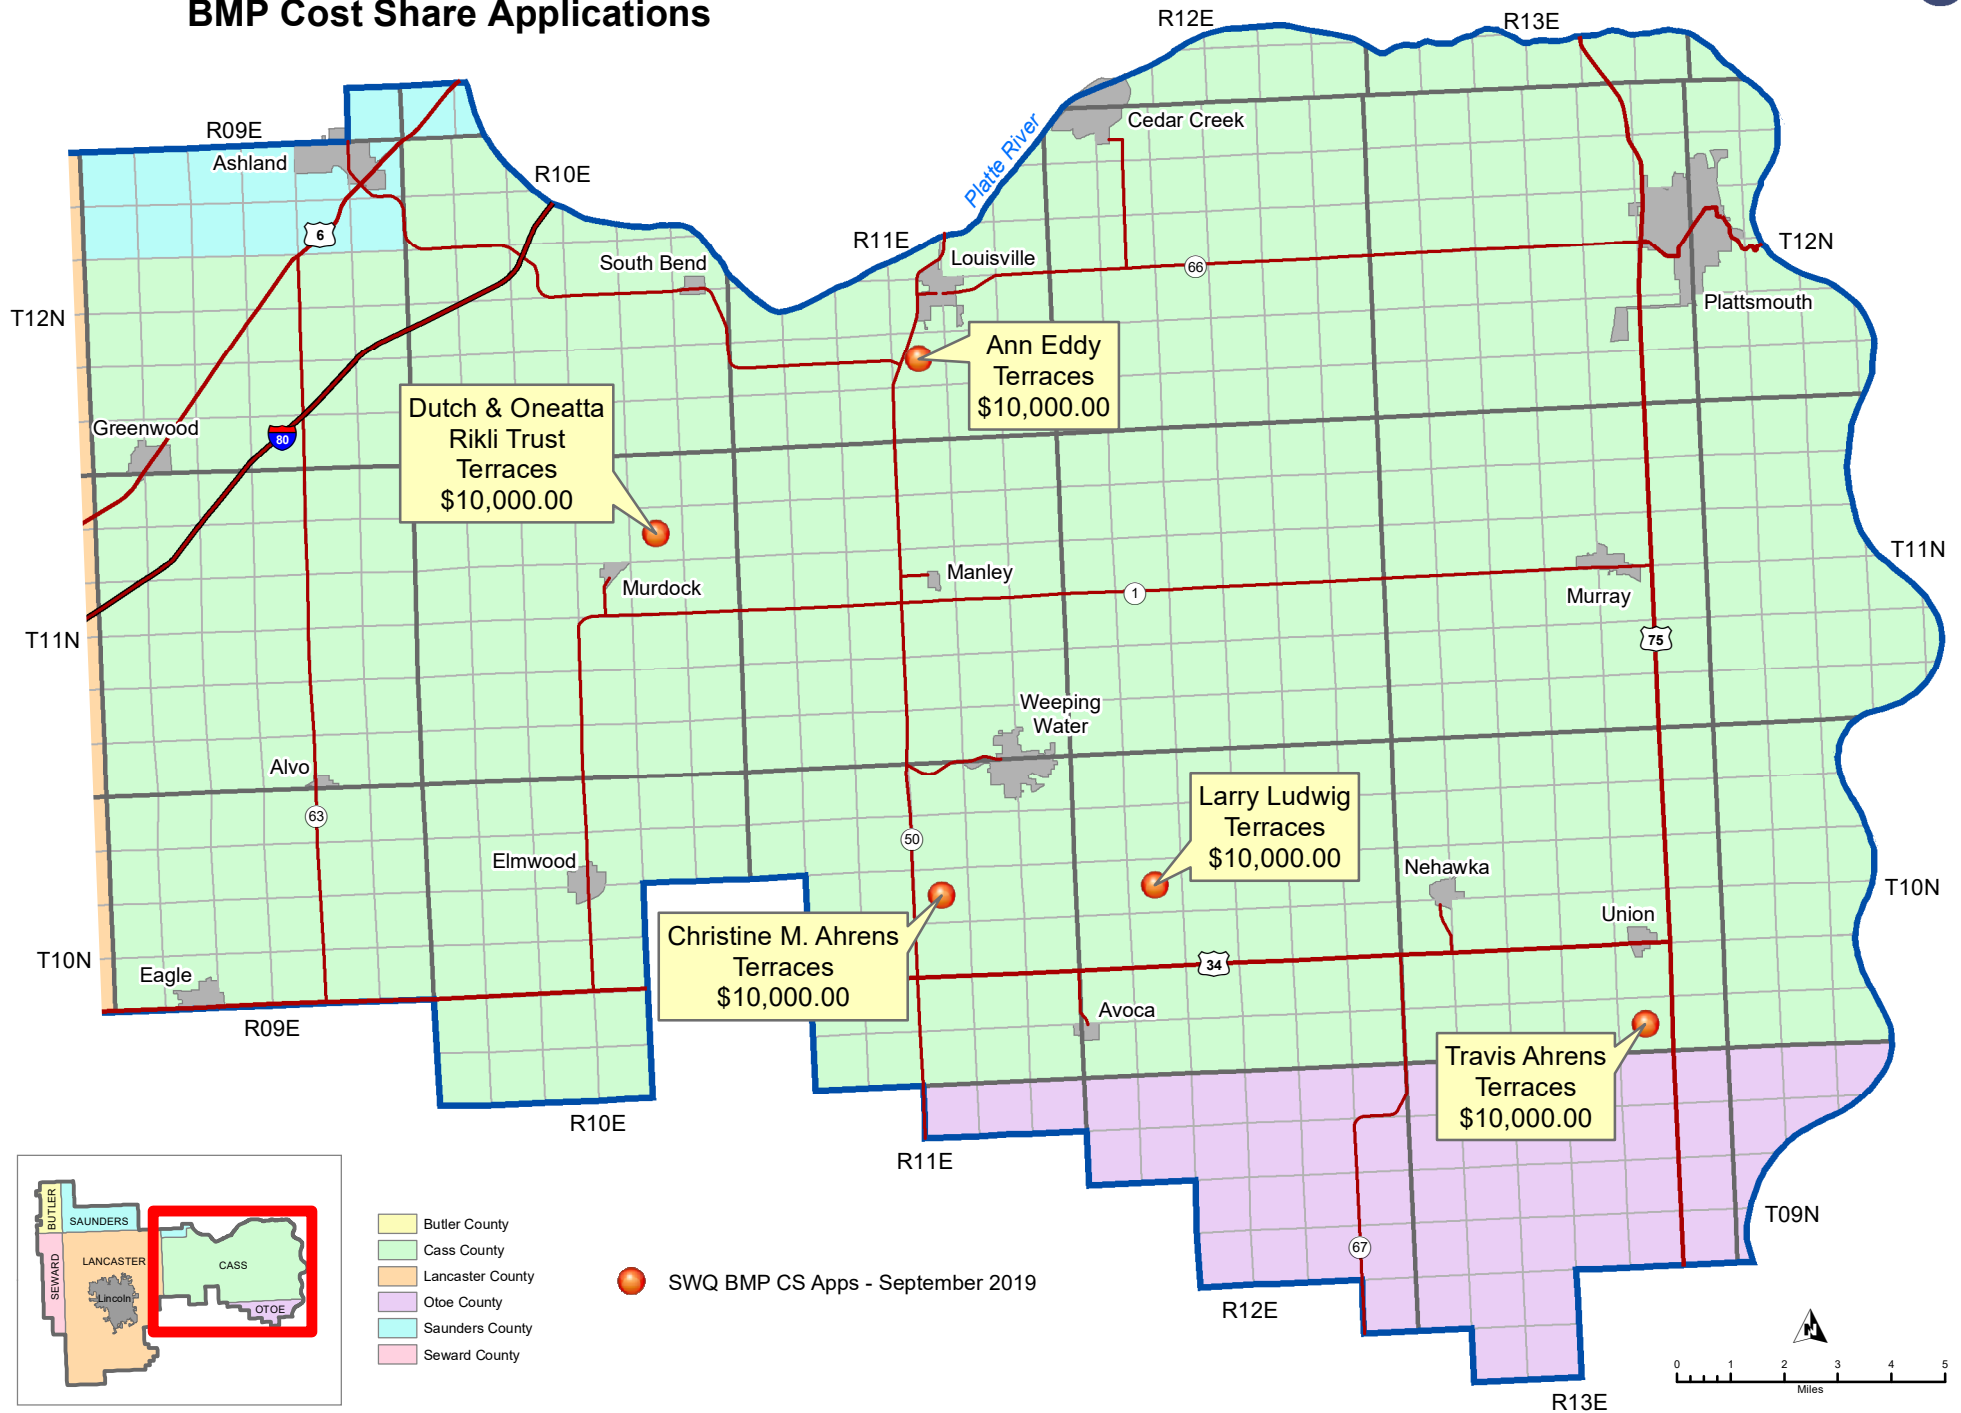 BMP Cost Share Applications
R12E
R13E
R09E
Ashland
R10E
Platte River
Cedar Creek
6
R11E
South Bend
Louisville
66
T12N
Plattsmouth
T12N
Ann Eddy
Terraces
$10,000.00
Dutch & Oneatta
Rikli Trust
Terraces
$10,000.00
Greenwood
80
T11N
Murdock
Manley
1
Murray
T11N
75
Weeping
Water
Alvo
63
50
Larry Ludwig
Terraces
$10,000.00
Elmwood
Nehawka
T10N
Union
Christine M. Ahrens
Terraces
$10,000.00
T10N
Eagle
34
R09E
Avoca
Travis Ahrens
Terraces
$10,000.00
R10E
R11E
T09N
67
R12E
R13E
BUTLER
SAUNDERS
SEWARD
LANCASTER
Lincoln
CASS
OTOE
Butler County
Cass County
Lancaster County
Otoe County
Saunders County
Seward County
SWQ BMP CS Apps - September 2019
N
0 1 2 3 4 5
Miles